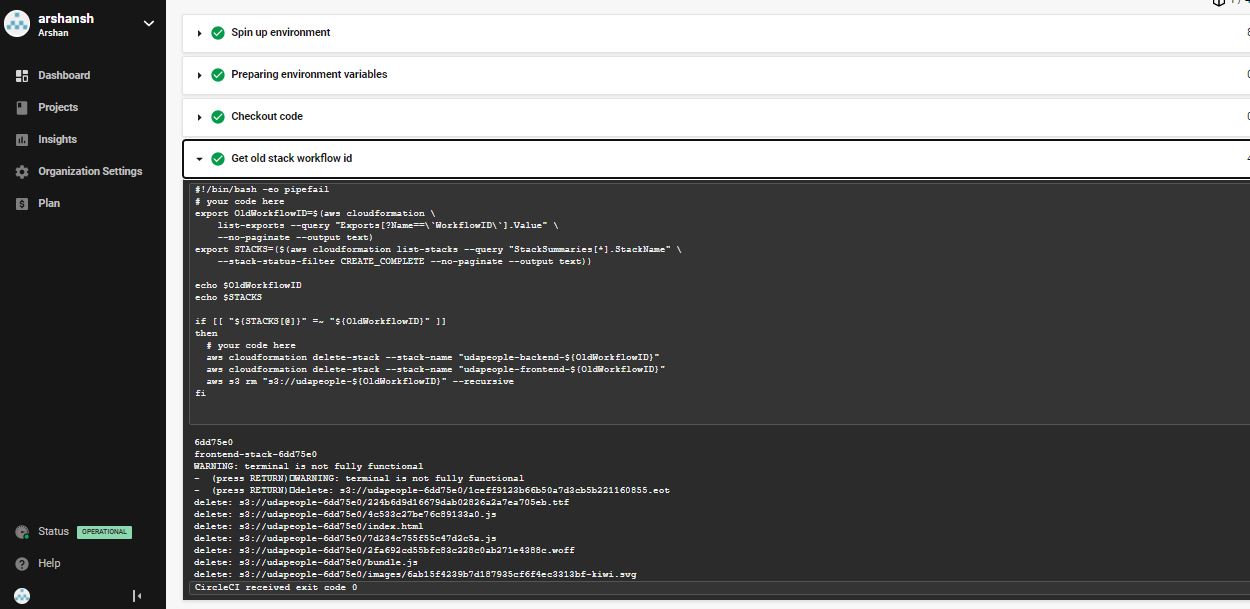 arshansh
Arshan
Dashboard
Projects
Insights
Organization Settings
Plan
Status OPERATIONAL
Help
Spin up environment
Preparing environment variables
Checkout code
Get old stack workflow id
#!/bin/bash -eo pipefail
# your code here
export OldWorkflowID=$(aws cloudformation \
    list-exports --query "Exports[?Name==\`WorkflowID\`].Value" \
    --no-paginate --output text)
export STACKS=($(aws cloudformation list-stacks --query "StackSummaries[*].StackName" \
    --stack-status-filter CREATE_COMPLETE --no-paginate --output text))
echo $OldWorkflowID
echo $STACKS
if [[ "${STACKS[@]}" =~ "${OldWorkflowID}" ]]
then
  # your code here
  aws cloudformation delete-stack --stack-name "udapeople-backend-${OldWorkflowID}"
  aws cloudformation delete-stack --stack-name "udapeople-frontend-${OldWorkflowID}"
  aws s3 rm "s3://udapeople-${OldWorkflowID}" --recursive
fi
6dd75e0
frontend-stack-6dd75e0
WARNING: terminal is not fully functional
-  (press RETURN)WARNING: terminal is not fully functional
-  (press RETURN)delete: s3://udapeople-6dd75e0/1ceff9123b66b50a7d3cb5b221160855.eot
delete: s3://udapeople-6dd75e0/224b6d9d16679dab02826a2a7ea705eb.ttf
delete: s3://udapeople-6dd75e0/4c533c27be76c89133a0.js
delete: s3://udapeople-6dd75e0/index.html
delete: s3://udapeople-6dd75e0/7d234c755f55c47d2c5a.js
delete: s3://udapeople-6dd75e0/2fa692cd55bfc83c228c0ab271e4388c.woff
delete: s3://udapeople-6dd75e0/bundle.js
delete: s3://udapeople-6dd75e0/images/6ab15f4239b7d187935cf6f4ec3313bf-kiwi.svg
CircleCI received exit code 0